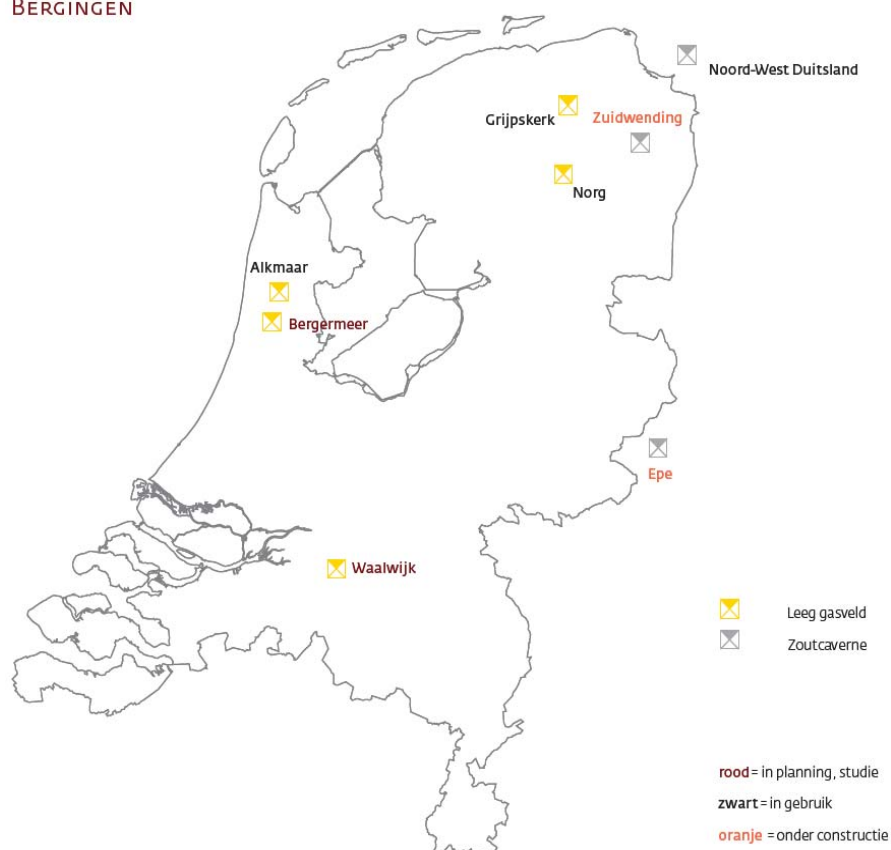 BERGINGEN
Noord-West Duitsland
Grijpskerk
Zuidwending
Norg
Alkmaar
Bergermeer
Epe
Waalwijk
Leeg gasveld
Zoutcaverne
rood = in planning, studie
zwart = in gebruik
oranje = onder constructie